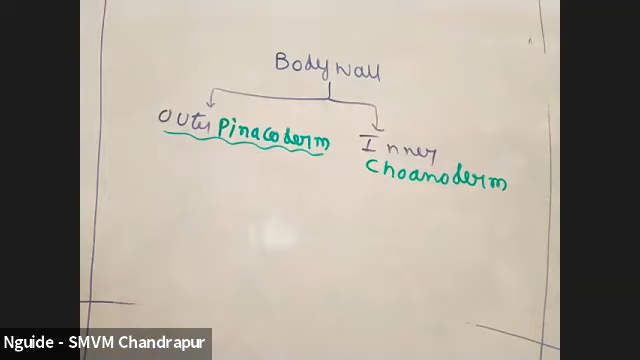 Body wall
Outer Pinacoderm
Inner
Choanoderm
Nguide - SMVM Chandrapur